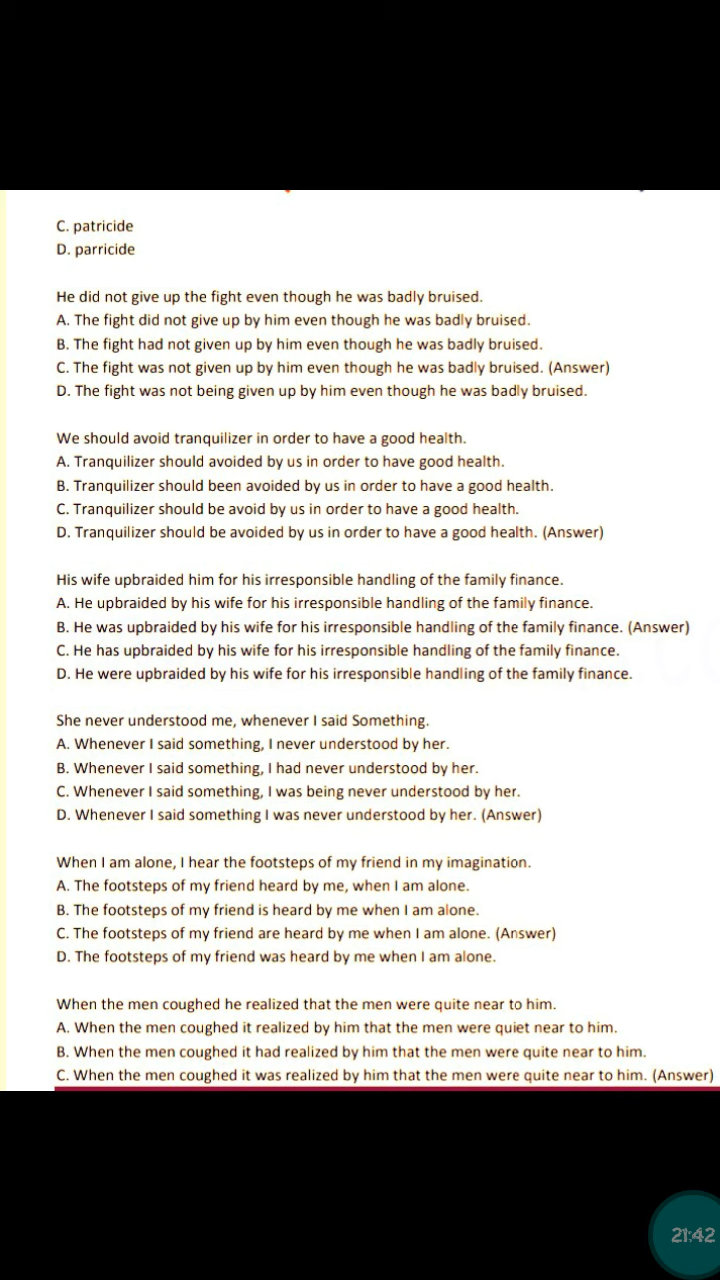 C. patricide
D. parricide
He did not give up the fight even though he was badly bruised.
A. The fight did not give up by him even though he was badly bruised.
B. The fight had not given up by him even though he was badly bruised.
C. The fight was not given up by him even though he was badly bruised. (Answer)
D. The fight was not being given up by him even though he was badly bruised.
We should avoid tranquilizer in order to have a good health.
A. Tranquilizer should avoided by us in order to have good health.
B. Tranquilizer should been avoided by us in order to have a good health.
C. Tranquilizer should be avoid by us in order to have a good health.
D. Tranquilizer should be avoided by us in order to have a good health. (Answer)
His wife upbraided him for his irresponsible handling of the family finance.
A. He upbraided by his wife for his irresponsible handling of the family finance.
B. He was upbraided by his wife for his irresponsible handling of the family finance. (Answer)
C. He has upbraided by his wife for his irresponsible handling of the family finance.
D. He were upbraided by his wife for his irresponsible handling of the family finance.
She never understood me, whenever I said Something.
A. Whenever I said something, I never understood by her.
B. Whenever I said something, I had never understood by her.
C. Whenever I said something, I was being never understood by her.
D. Whenever I said something I was never understood by her. (Answer)
When I am alone, I hear the footsteps of my friend in my imagination.
A. The footsteps of my friend heard by me, when I am alone.
B. The footsteps of my friend is heard by me when I am alone.
C. The footsteps of my friend are heard by me when I am alone. (Answer)
D. The footsteps of my friend was heard by me when I am alone.
When the men coughed he realized that the men were quite near to him.
A. When the men coughed it realized by him that the men were quiet near to him.
B. When the men coughed it had realized by him that the men were quite near to him.
C. When the men coughed it was realized by him that the men were quite near to him. (Answer)
21:42